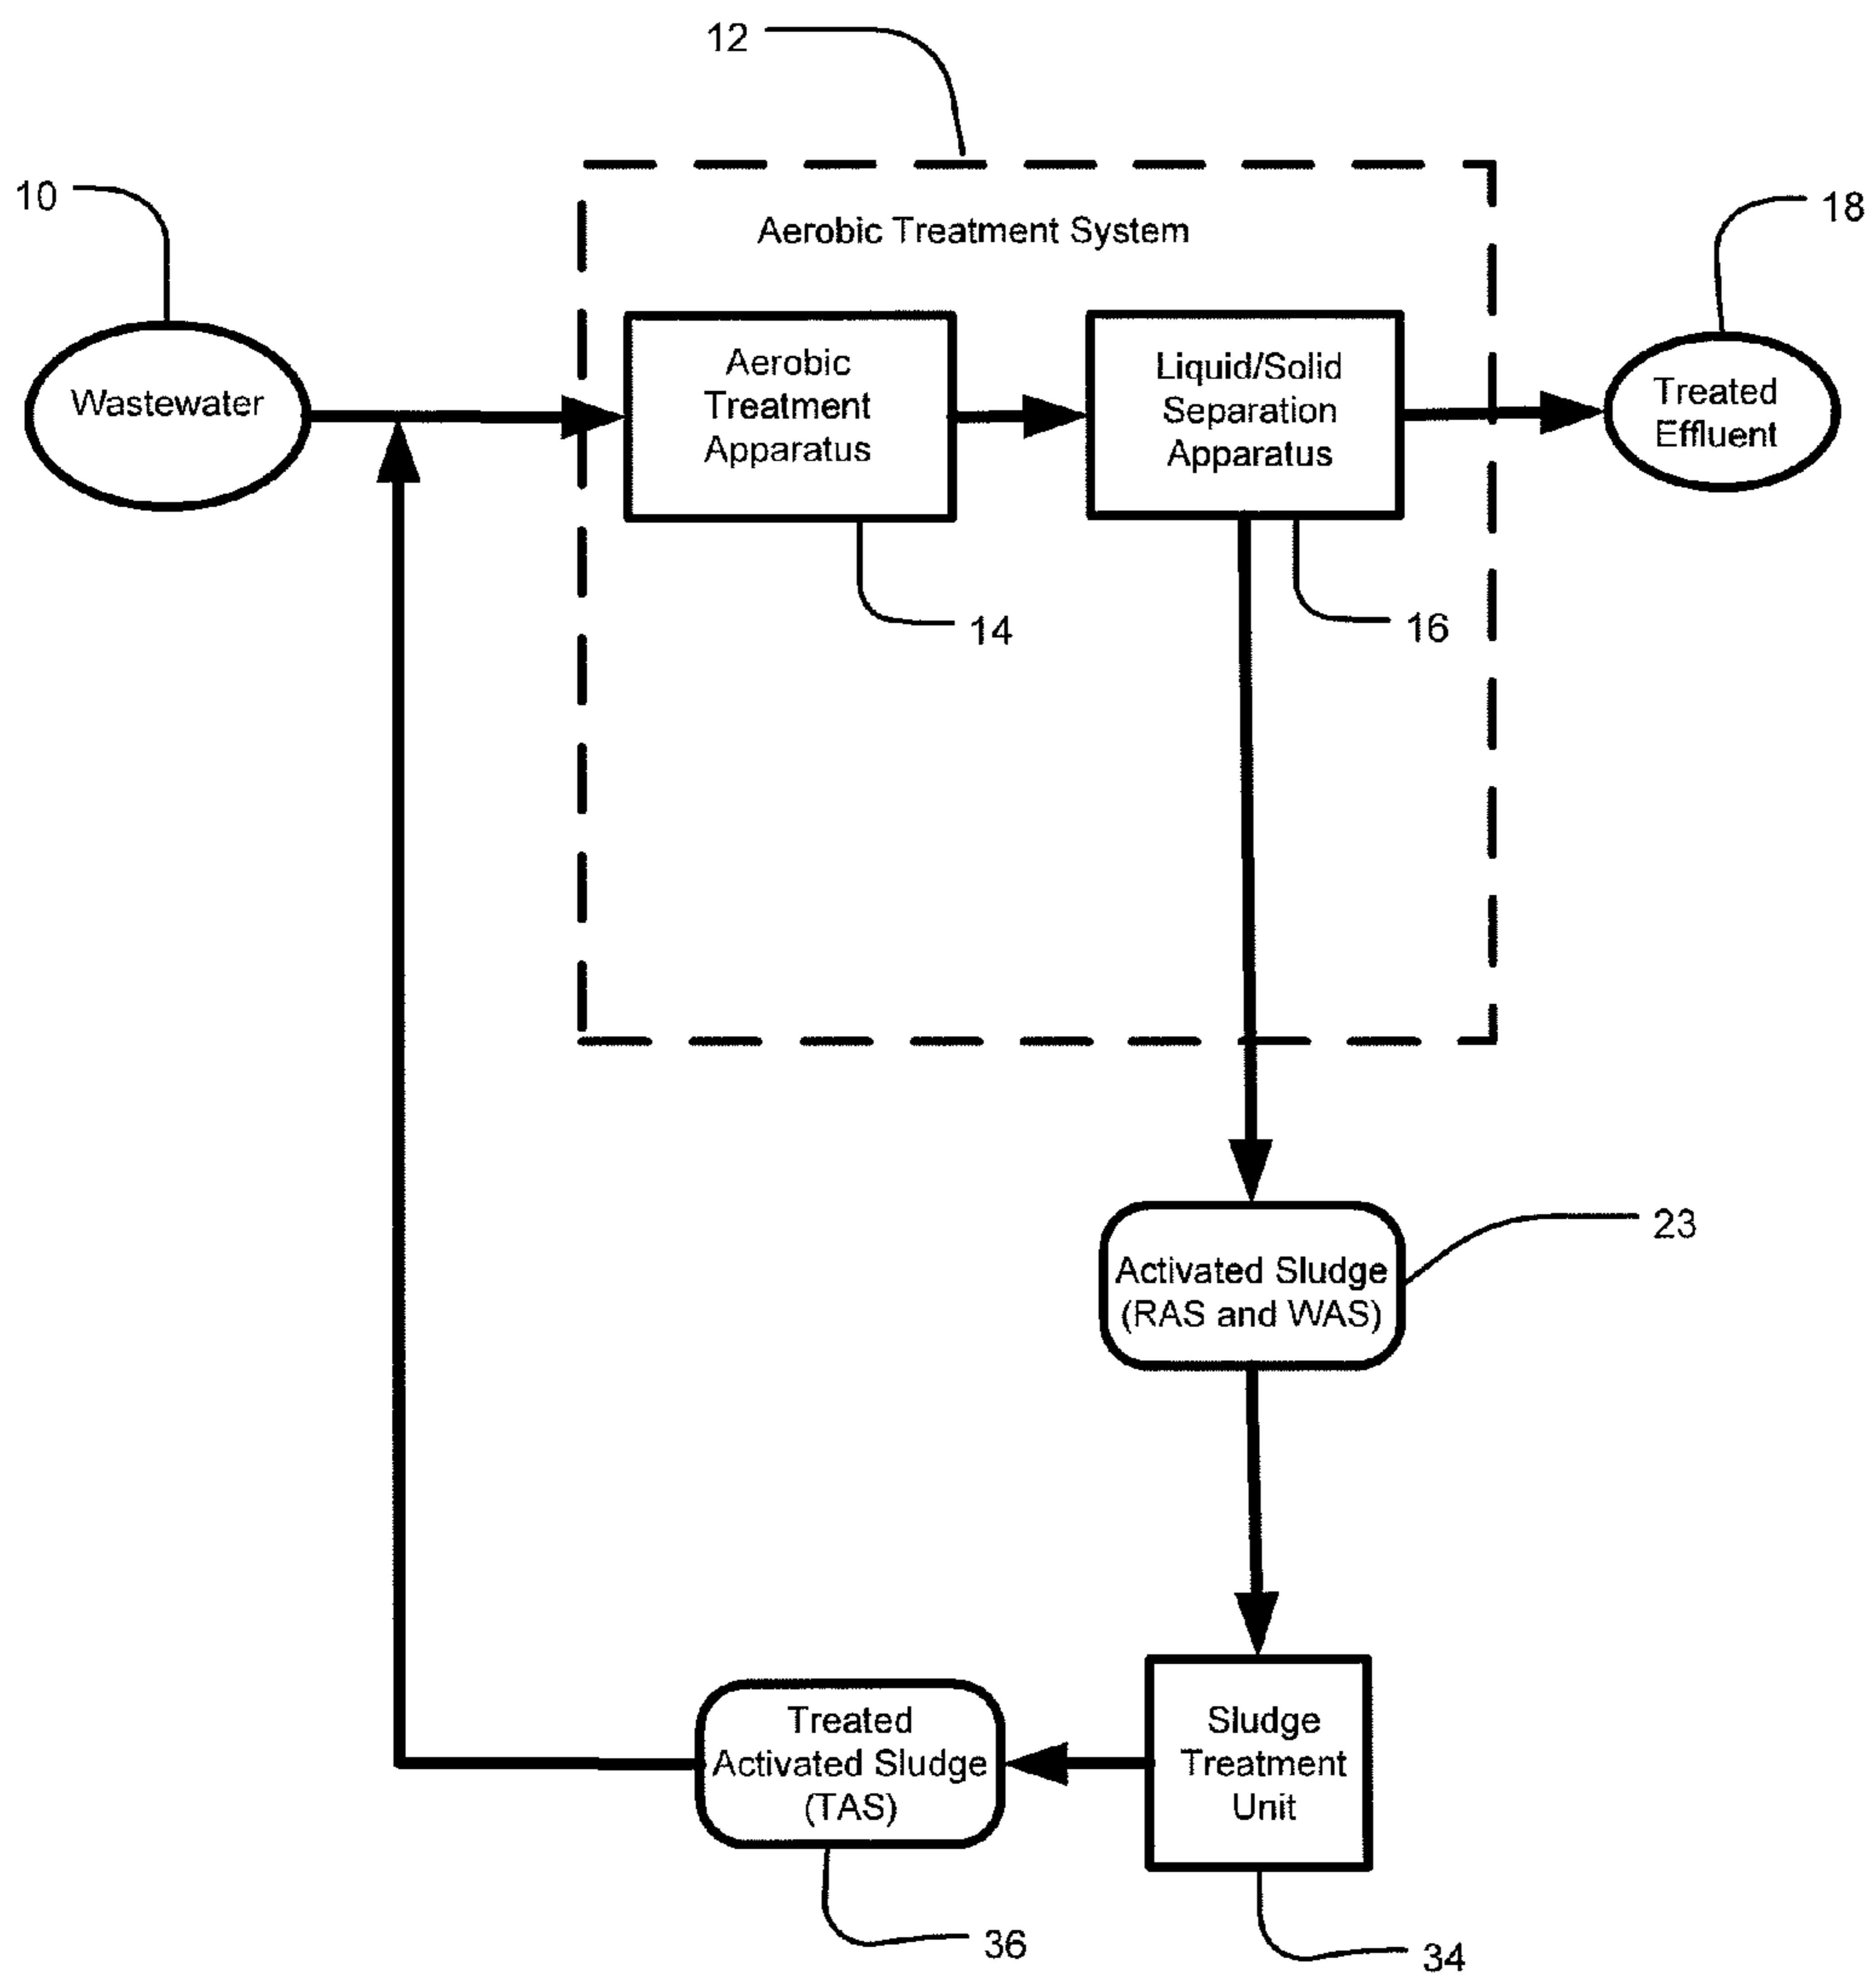 12
10
18
Aerobic Treatment System
Wastewater
Aerobic
Treatment
Apparatus
Liquid/Solid
Separation
Apparatus
Treated
Effluent
14
16
23
Activated Sludge
(RAS and WAS)
Treated
Activated Sludge
(TAS)
Sludge
Treatment
Unit
36
34